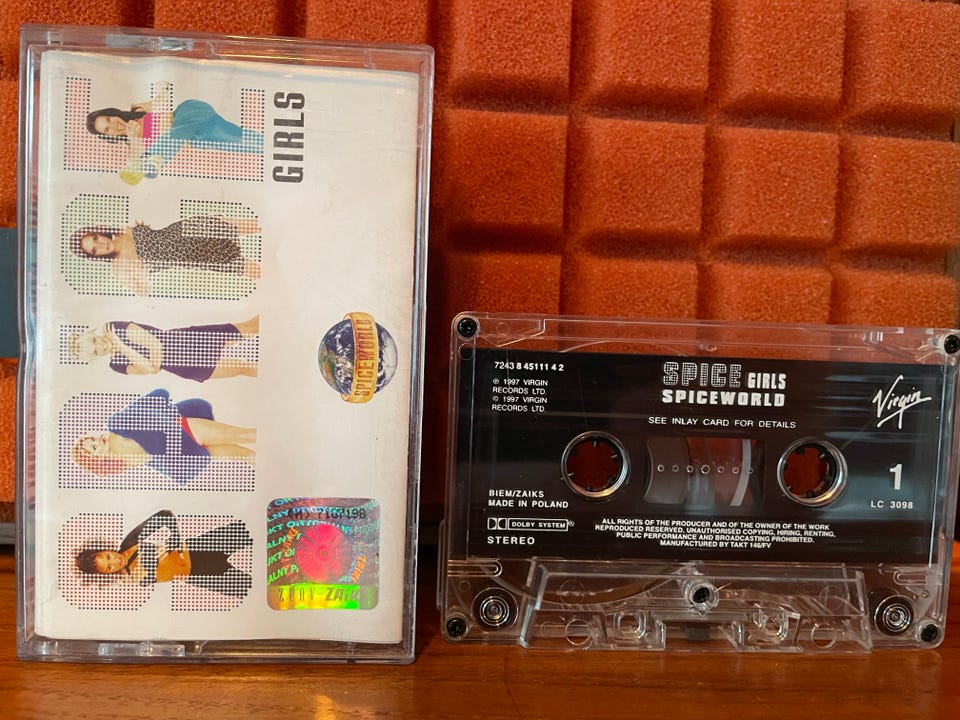 SPICE
GIRLS
SPICEWORLD
ZPAV-ZAiKS
7243 8 45111 4 2
℗ 1997 VIRGIN
RECORDS LTD.
© 1997 VIRGIN
RECORDS LTD.
SPICE GIRLS
SPICEWORLD
SEE INLAY CARD FOR DETAILS
Virgin
1
LC 3098
BIEM/ZAIKS
MADE IN POLAND
DOLBY SYSTEM®
STEREO
ALL RIGHTS OF THE PRODUCER AND OF THE OWNER OF THE WORK
REPRODUCED RESERVED. UNAUTHORISED COPYING, HIRING, RENTING,
PUBLIC PERFORMANCE AND BROADCASTING PROHIBITED.
MANUFACTURED BY TAKT 146/FV